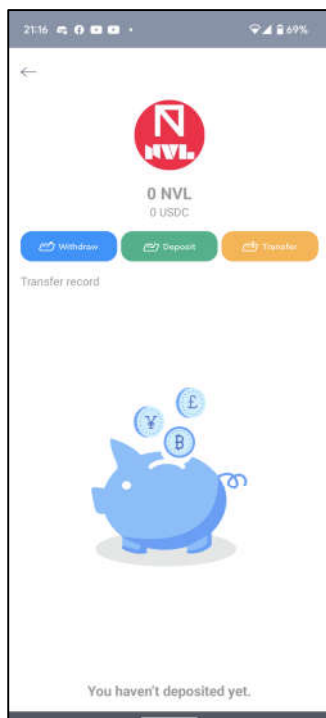 21:16
69%
N
NVL
0 NVL
0 USDC
Withdraw
Deposit
Transfer
Transfer record
£
¥
₿
You haven't deposited yet.